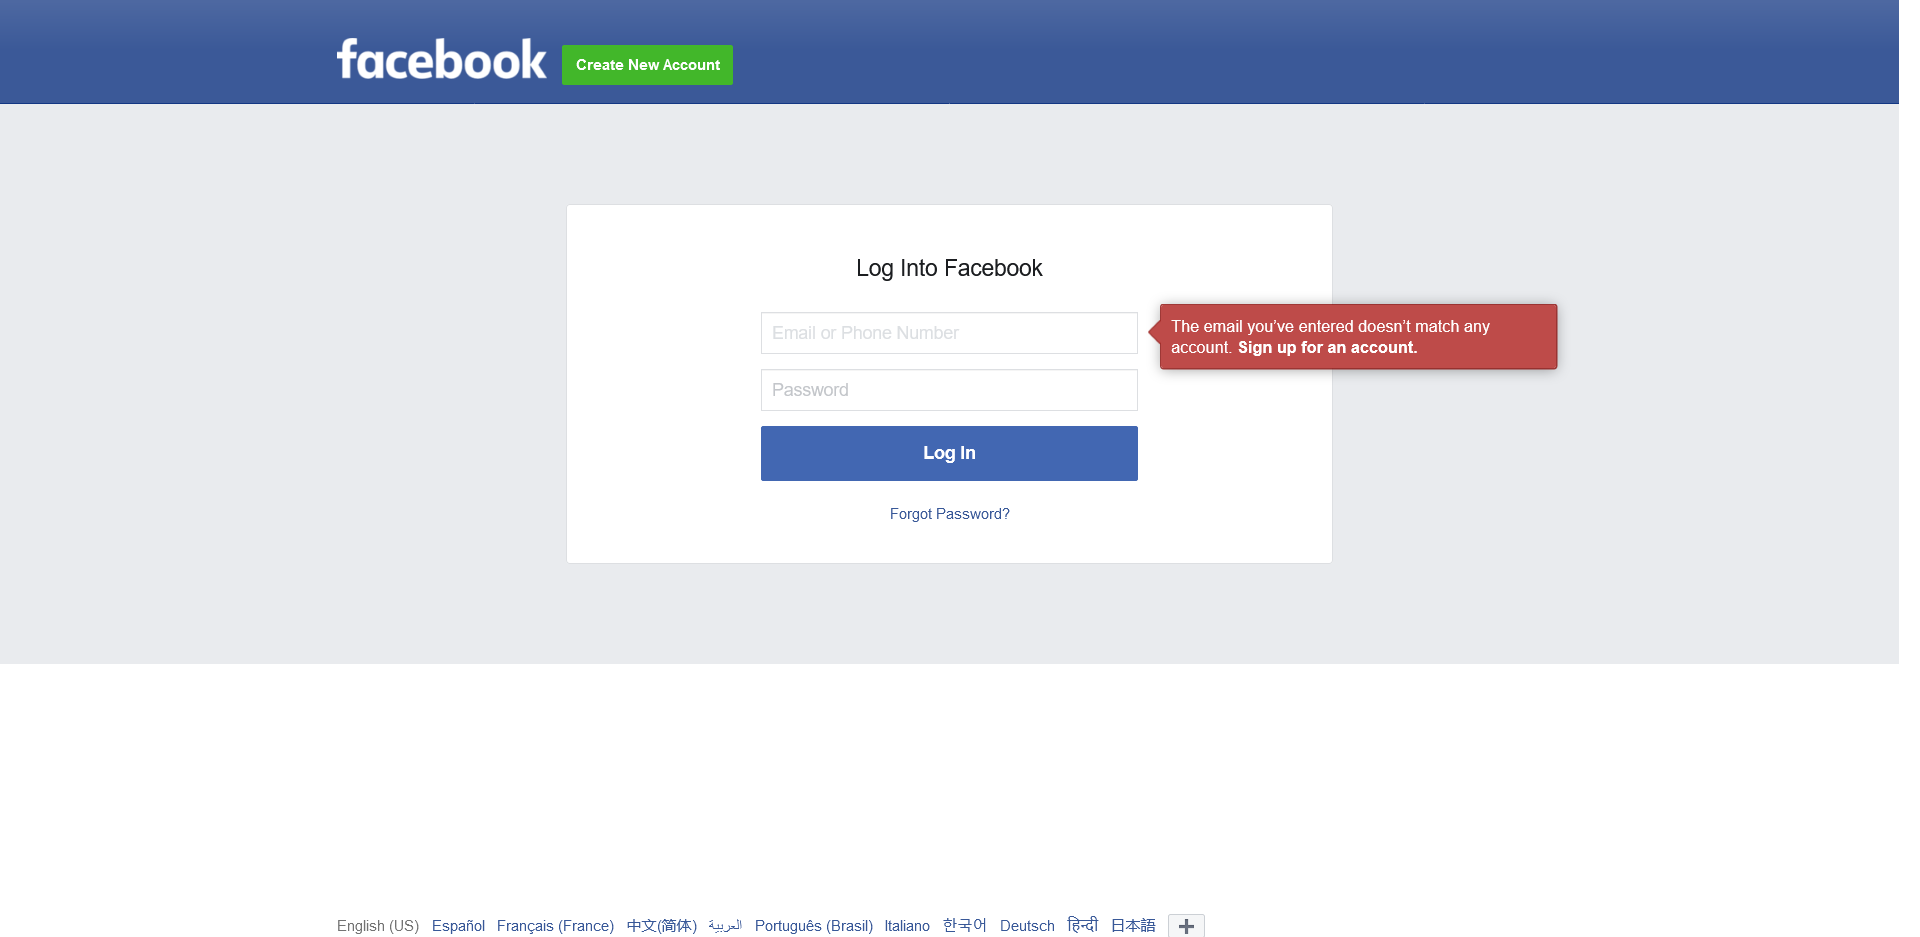 facebook
Create New Account
Log Into Facebook
Email or Phone Number
The email you’ve entered doesn’t match any
account. Sign up for an account.
Password
Log In
Forgot Password?
English (US) Español Français (France) 中文(简体) العربية Português (Brasil) Italiano 한국어 Deutsch हिन्दी 日本語